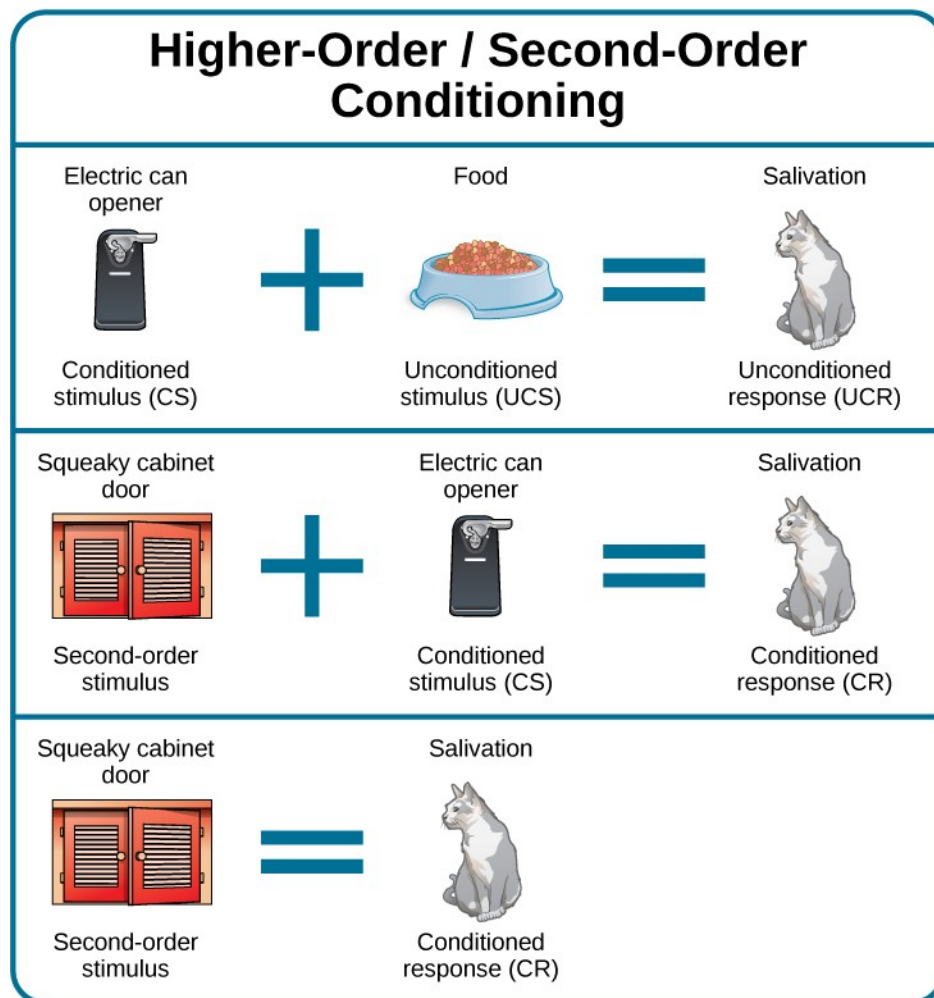 Higher-Order / Second-Order
Conditioning
Electric can
opener
Food
Salivation
Conditioned
stimulus (CS)
Unconditioned
stimulus (UCS)
Unconditioned
response (UCR)
Squeaky cabinet
door
Electric can
opener
Salivation
Second-order
stimulus
Conditioned
stimulus (CS)
Conditioned
response (CR)
Squeaky cabinet
door
Salivation
Second-order
stimulus
Conditioned
response (CR)